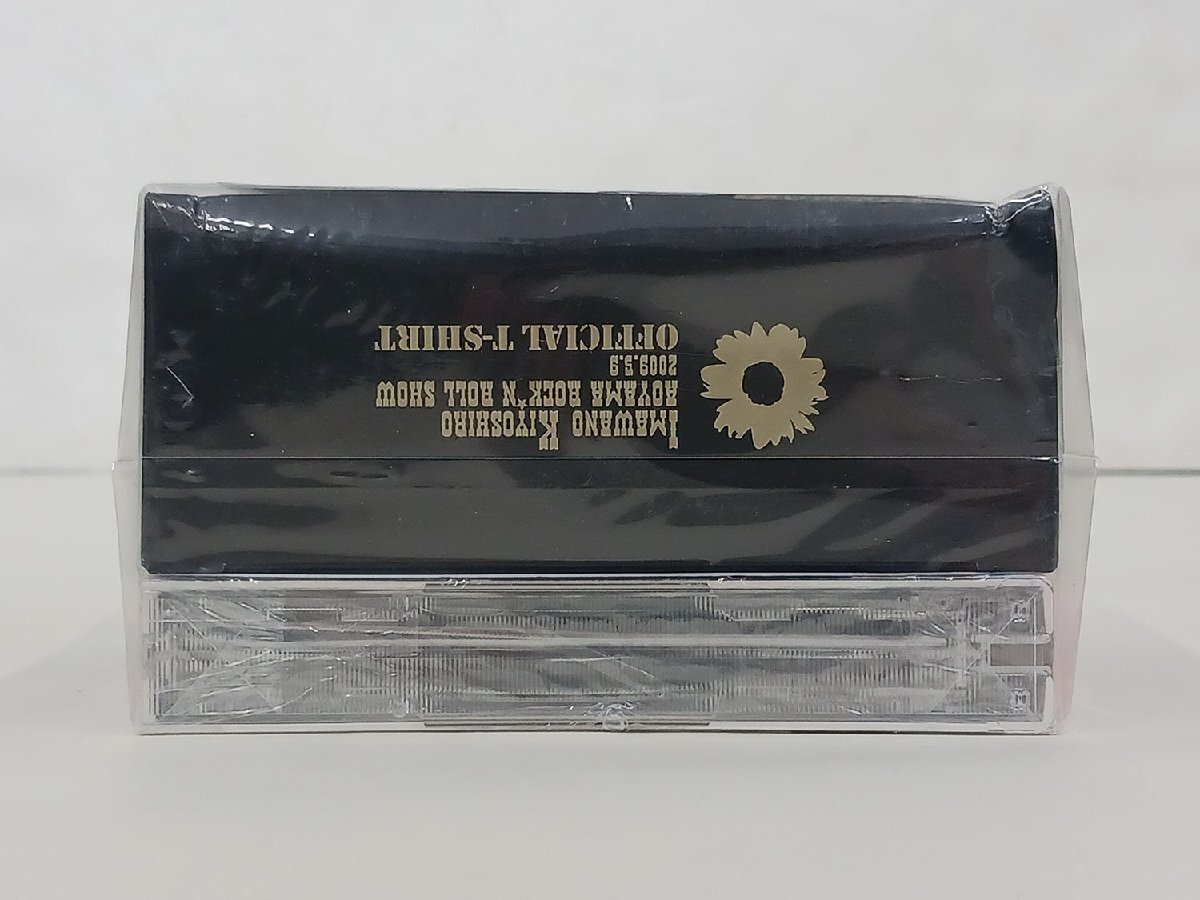 IMAWANO KIYOSHIRO
AOYAMA ROCK'N ROLL SHOW
2009.5.9
OFFICIAL T-SHIRT